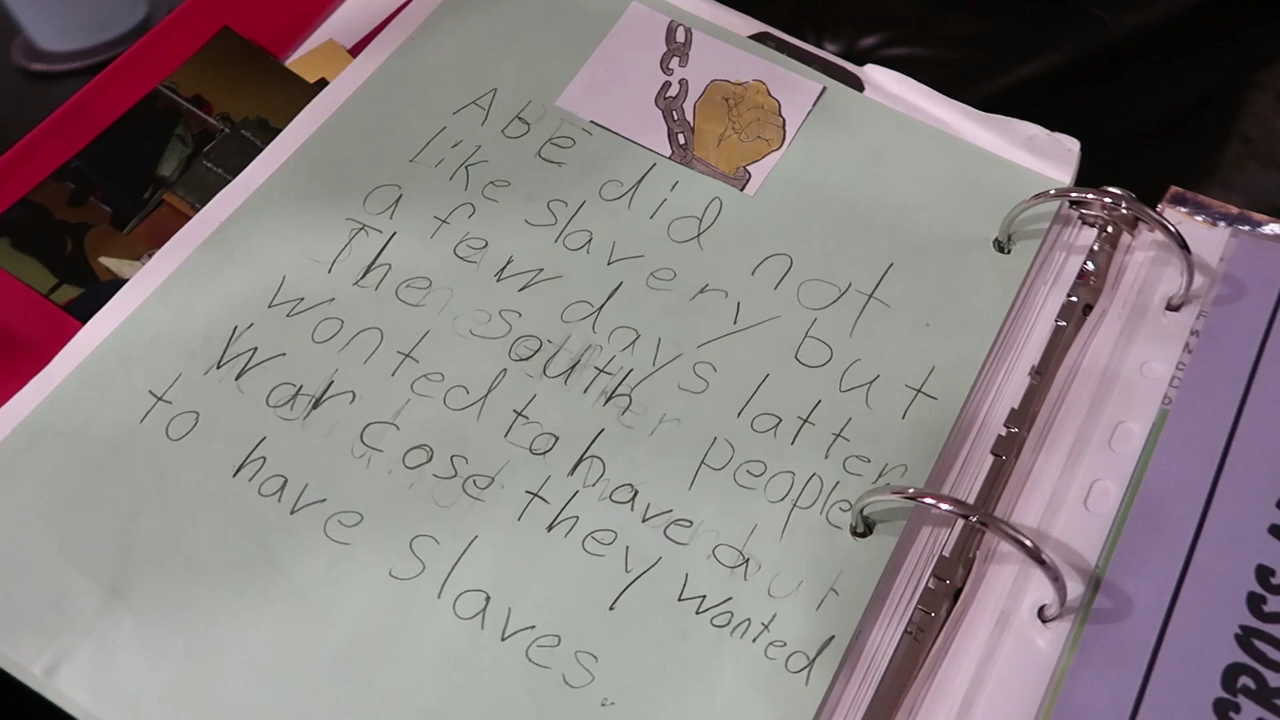 AbE did not
like slavery but
a few days latter
The south people
wonted to have a
War cose they wonted
to have slaves.
CROSS